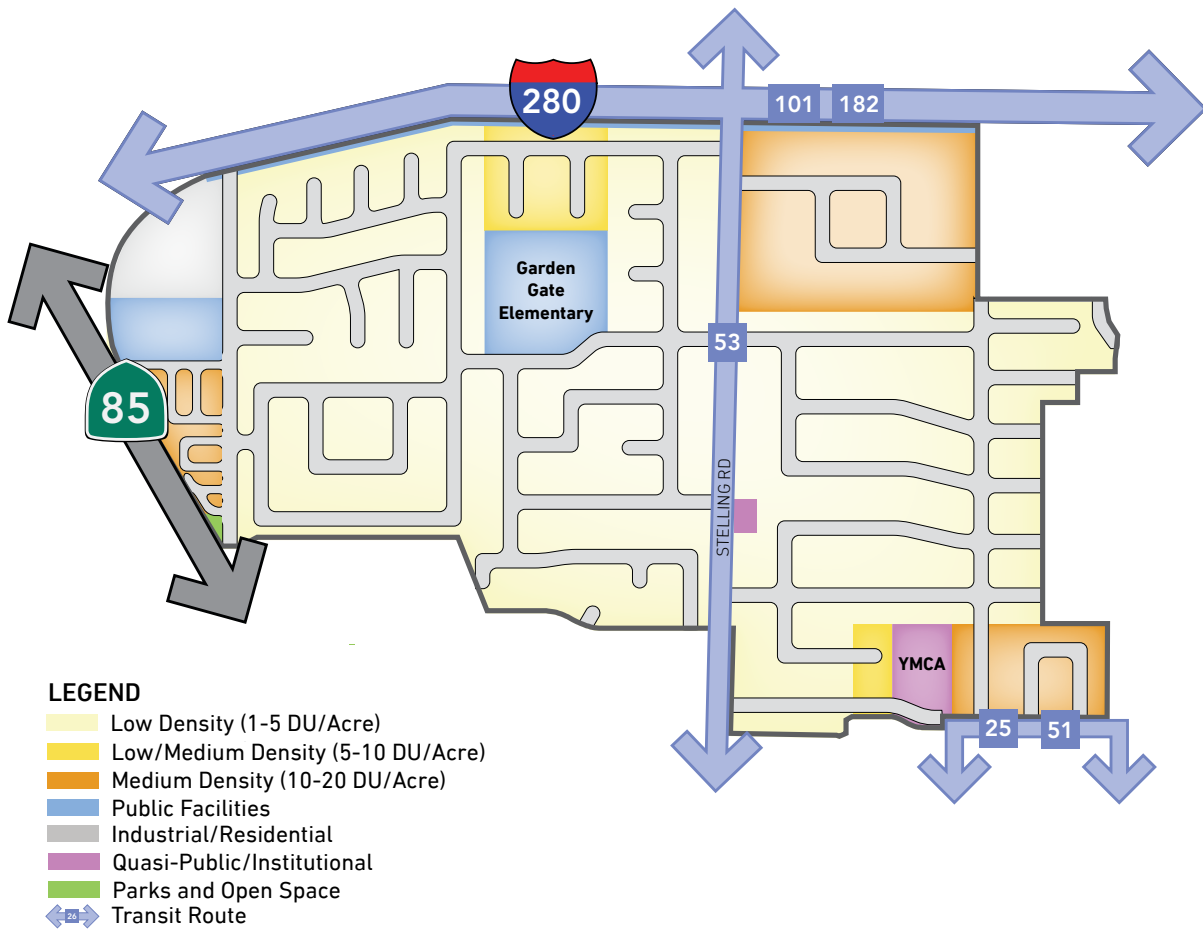 280
101
182
Garden
Gate
Elementary
53
85
STELLING RD
YMCA
25
51
LEGEND
Low Density (1-5 DU/Acre)
Low/Medium Density (5-10 DU/Acre)
Medium Density (10-20 DU/Acre)
Public Facilities
Industrial/Residential
Quasi-Public/Institutional
Parks and Open Space
26 Transit Route